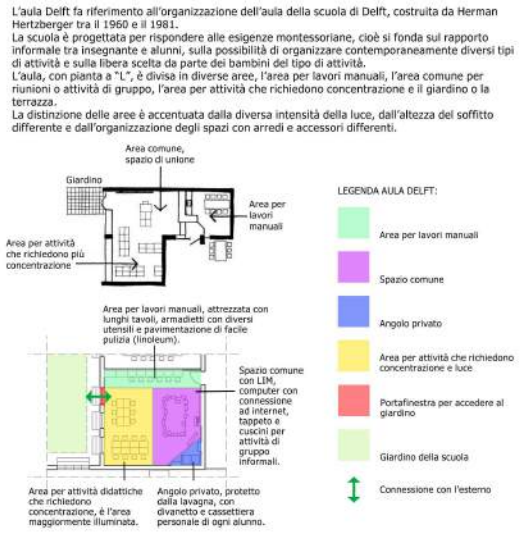 L'aula Delft fa riferimento all'organizzazione dell'aula della scuola di Delft, costruita da Herman
Hertzberger tra il 1960 e il 1981.
La scuola è progettata per rispondere alle esigenze montessoriane, cioè si fonda sul rapporto
informale tra insegnante e alunni, sulla possibilità di organizzare contemporaneamente diversi tipi
di attività e sulla libera scelta da parte dei bambini del tipo di attività.
L'aula, con pianta a "L", è divisa in diverse aree, l'area per lavori manuali, l'area comune per
riunioni o attività di gruppo, l'area per attività che richiedono concentrazione e il giardino o la
terrazza.
La distinzione delle aree è accentuata dalla diversa intensità della luce, dall'altezza del soffitto
differente e dall'organizzazione degli spazi con arredi e accessori differenti.
Area comune,
spazio di unione
Giardino
Area per
lavori
manuali
Area per attività
che richiedono più
concentrazione
LEGENDA AULA DELFT:
Area per lavori manuali
Spazio comune
Angolo privato
Area per attività che richiedono
concentrazione e luce
Portafinestra per accedere al
giardino
Giardino della scuola
Connessione con l'esterno
Area per lavori manuali, attrezzata con
lunghi tavoli, armadietti con diversi
utensili e pavimentazione di facile
pulizia (linoleum).
Spazio comune
con LIM,
computer con
connessione
ad internet,
tappeto e
cuscini per
attività di
gruppo
informali.
Area per attività didattiche
che richiedono
concentrazione, è l'area
maggiormente illuminata.
Angolo privato, protetto
dalla lavagna, con
divanetto e cassettiera
personale di ogni alunno.